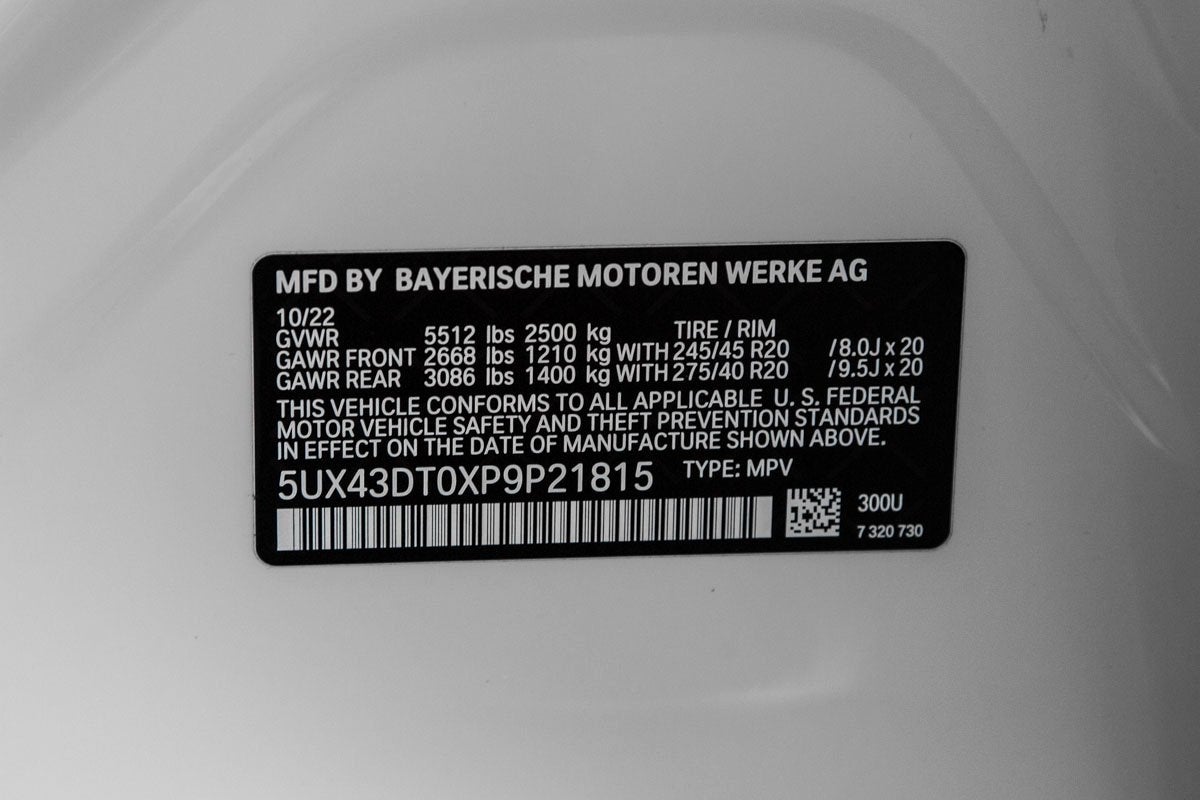 MFD BY BAYERISCHE MOTOREN WERKE AG
10/22
GVWR 5512 lbs 2500 kg TIRE / RIM
GAWR FRONT 2668 lbs 1210 kg WITH 245/45 R20 /8.0J x 20
GAWR REAR 3086 lbs 1400 kg WITH 275/40 R20 /9.5J x 20
THIS VEHICLE CONFORMS TO ALL APPLICABLE U. S. FEDERAL
MOTOR VEHICLE SAFETY AND THEFT PREVENTION STANDARDS
IN EFFECT ON THE DATE OF MANUFACTURE SHOWN ABOVE.
5UX43DT0XP9P21815 TYPE: MPV
300U
7 320 730